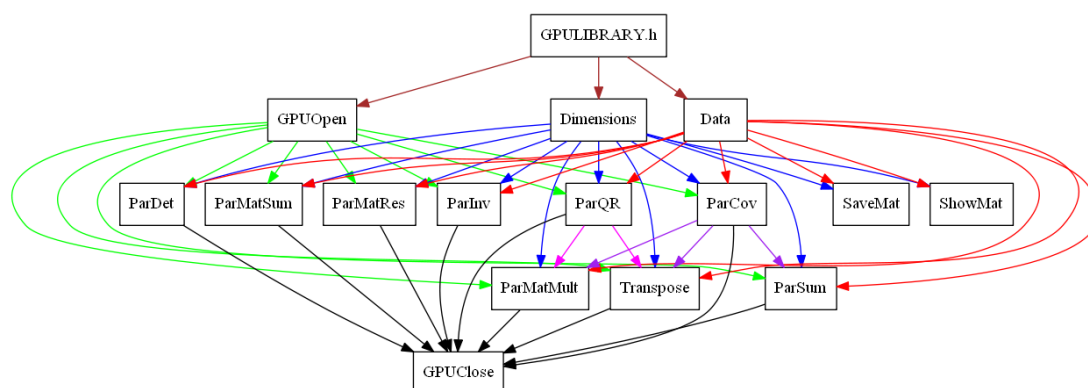 GPULIBRARY.h
GPUOpen
Dimensions
Data
ParDet
ParMatSum
ParMatRes
ParInv
ParQR
ParCov
SaveMat
ShowMat
ParMatMult
Transpose
ParSum
GPUClose